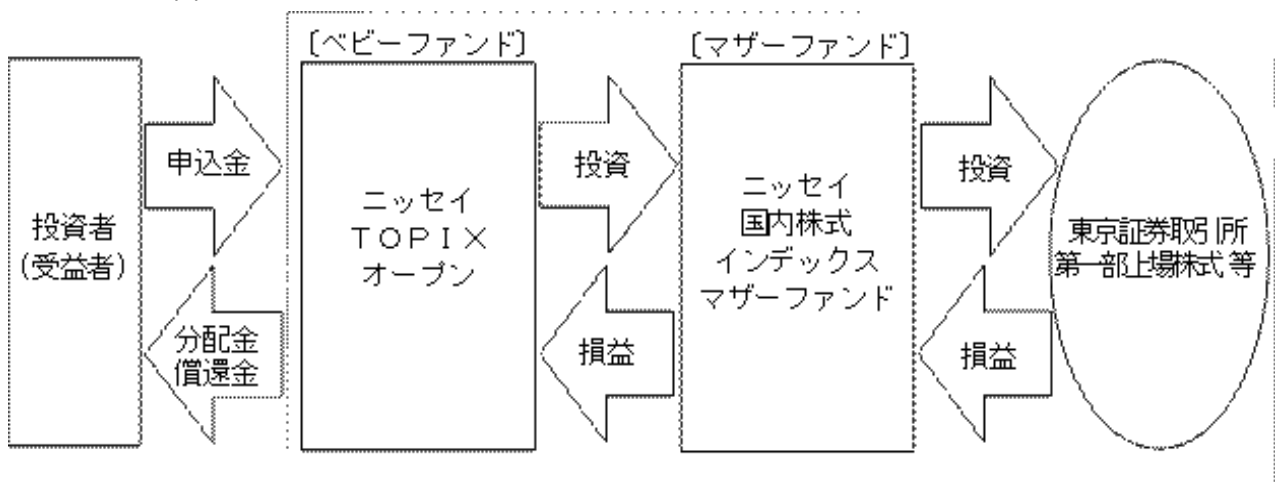 〔ベビーファンド〕
〔マザーファンド〕
投資者
(受益者)
申込金
分配金
償還金
ニッセイ
TOPIX
オープン
投資
損益
ニッセイ
国内株式
インデックス
マザーファンド
投資
損益
東京証券取引所
第一部上場株式等